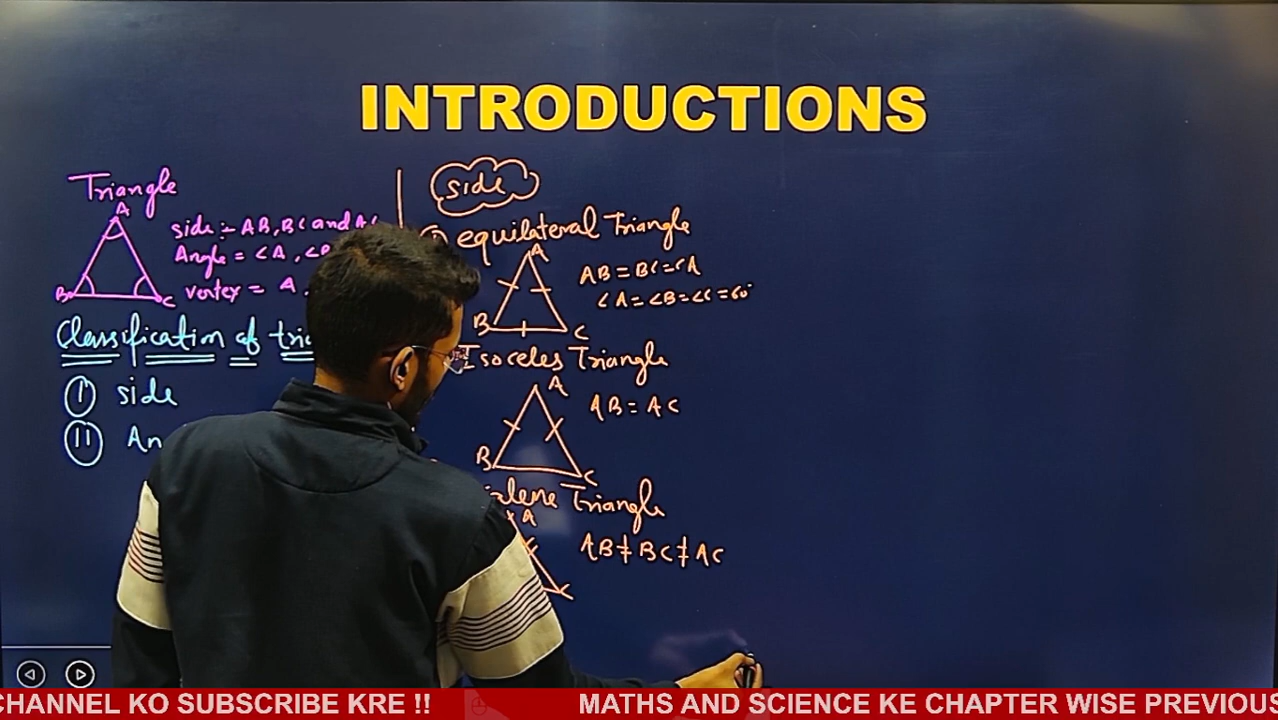 INTRODUCTIONS
Triangle
A
B
C
side :- AB, BC and AC
Angle = ∠A, ∠B
vertex = A
Classification of
I side
II An
side
equilateral Triangle
A
B
C
AB = BC = CA
∠A = ∠B = ∠C = 60°
Isoceles Triangle
A
B
C
AB = AC
Triangle
A
C
AB ≠ BC ≠ AC
CHANNEL KO SUBSCRIBE KRE !! MATHS AND SCIENCE KE CHAPTER WISE PREVIOUS